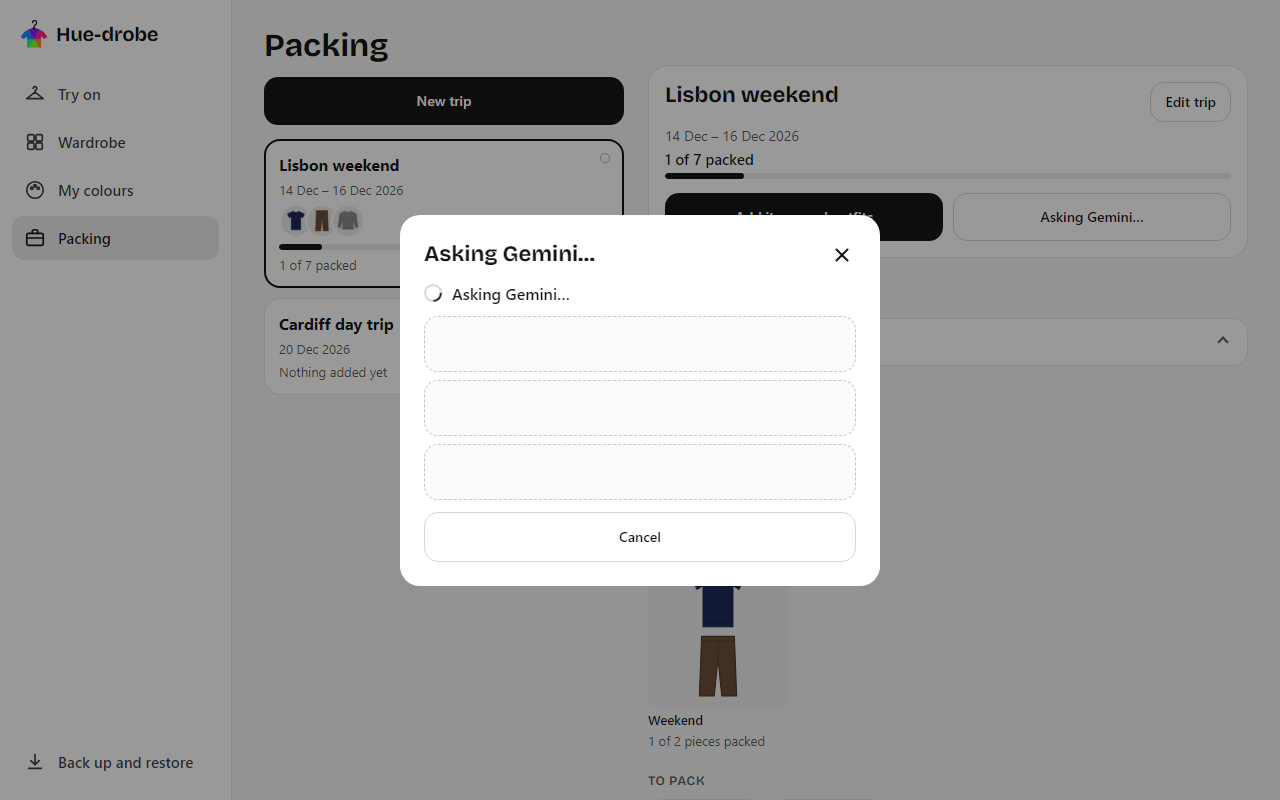 Hue-drobe
Try on
Wardrobe
My colours
Packing
Back up and restore
Packing
New trip
Lisbon weekend
14 Dec – 16 Dec 2026
1 of 7 packed
Cardiff day trip
20 Dec 2026
Nothing added yet
Lisbon weekend
Edit trip
14 Dec – 16 Dec 2026
1 of 7 packed
Asking Gemini...
Asking Gemini...
Asking Gemini...
Cancel
Weekend
1 of 2 pieces packed
TO PACK